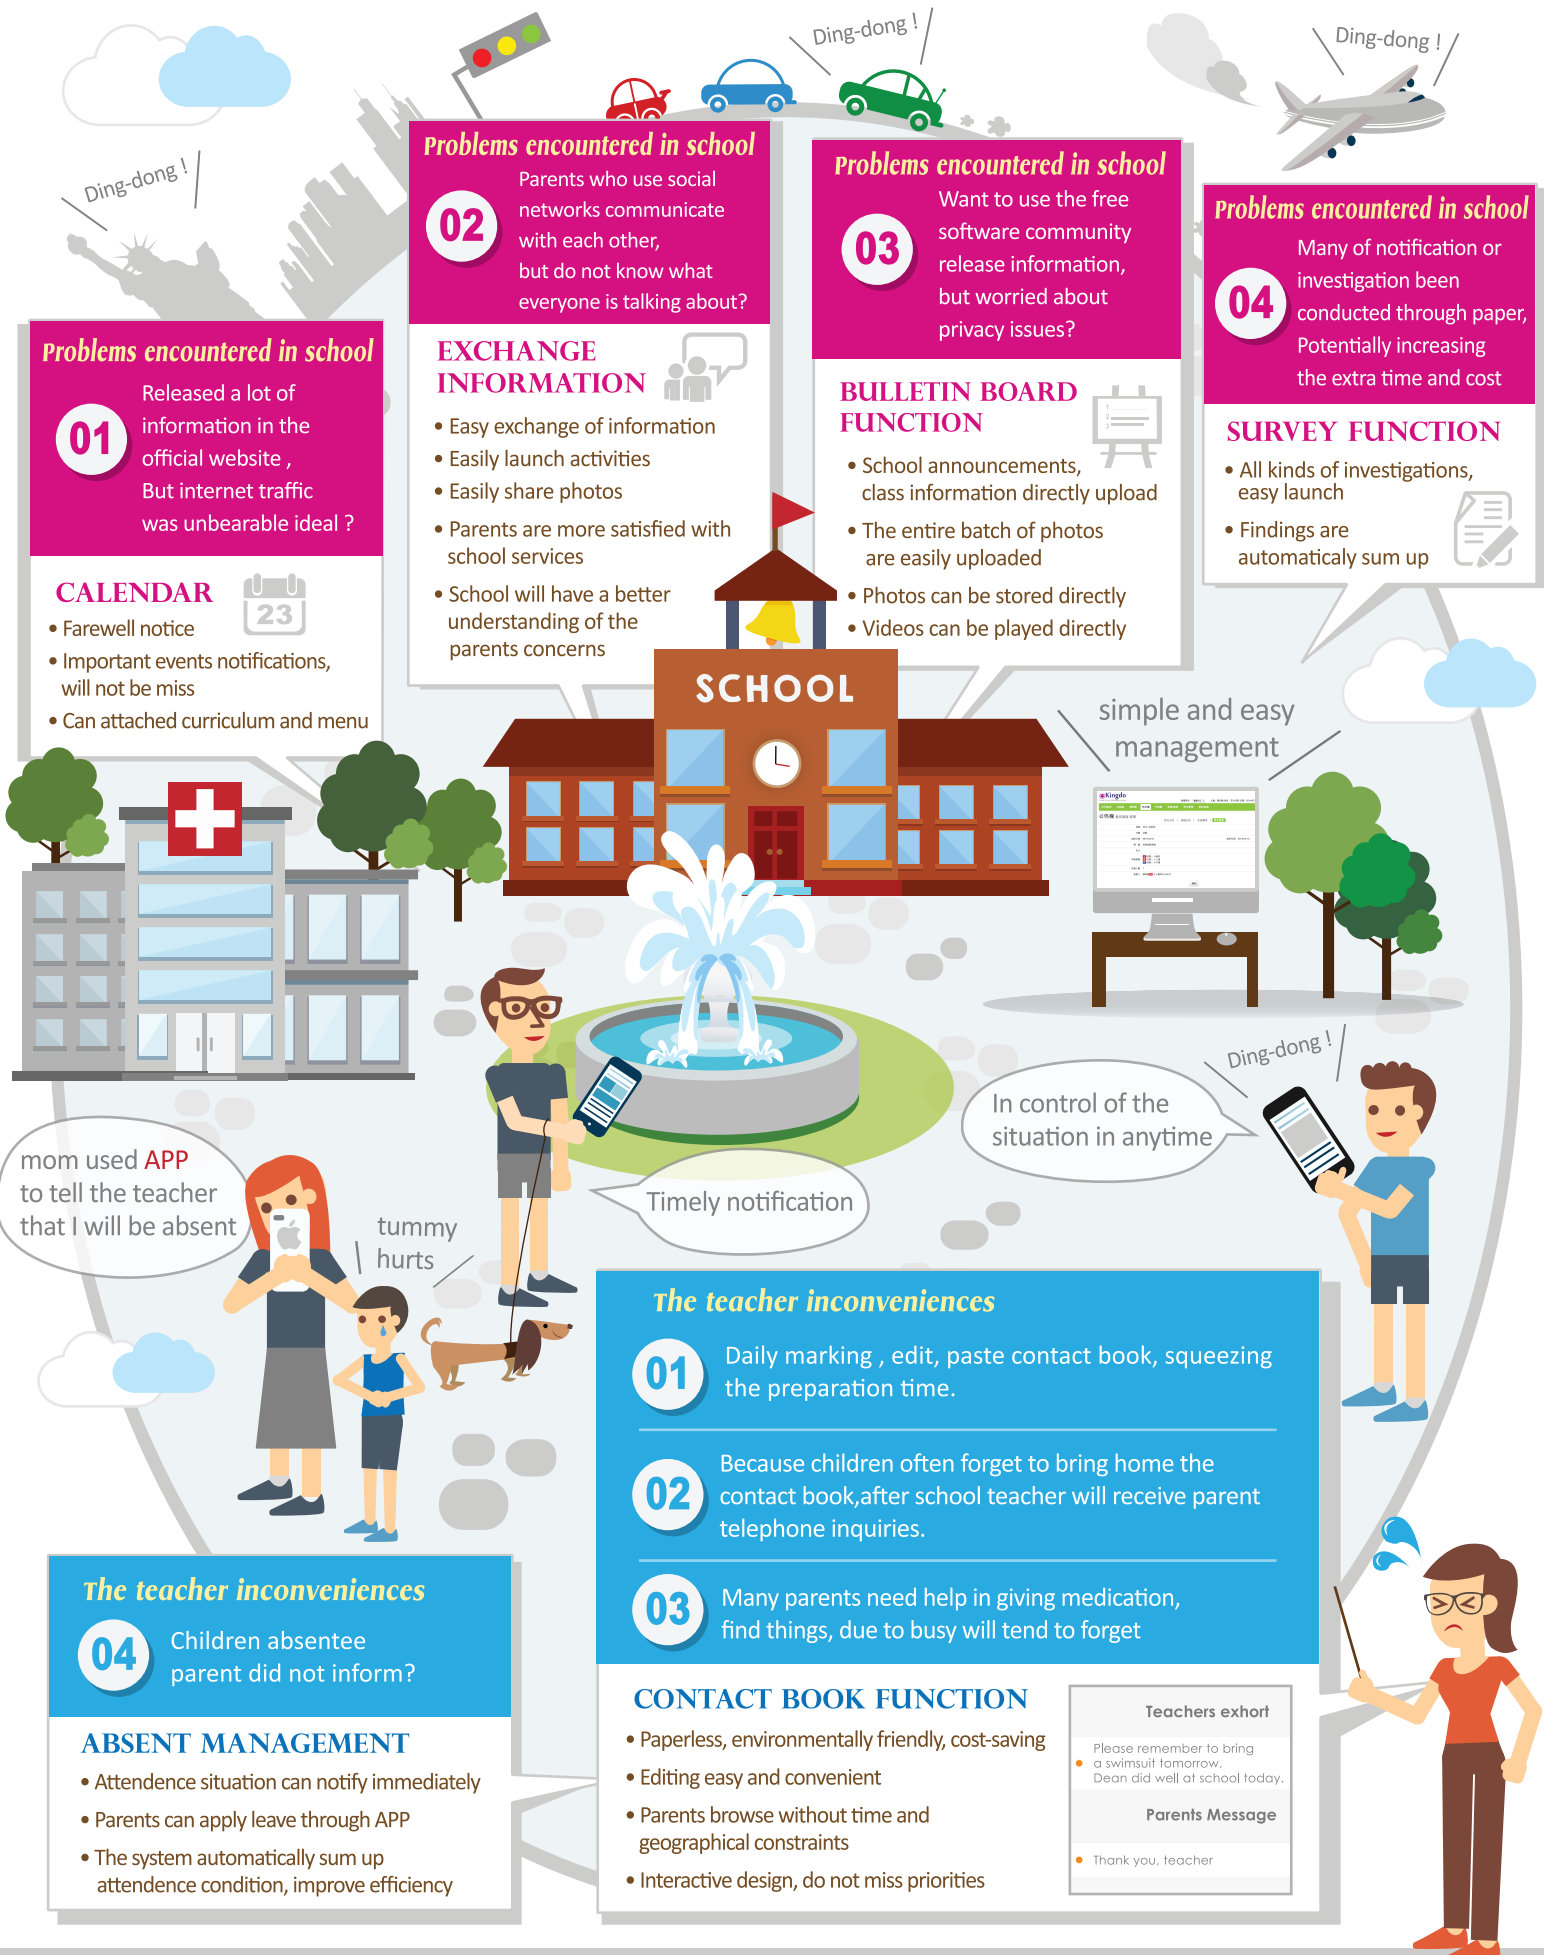 Ding-dong !
Ding-dong !
Ding-dong !
Problems encountered in school
01
Released a lot of
information in the
official website ,
But internet traffic
was unbearable ideal ?
CALENDAR
23
• Farewell notice
• Important events notifications,
will not be miss
• Can attached curriculum and menu
Problems encountered in school
02
Parents who use social
networks communicate
with each other,
but do not know what
everyone is talking about?
EXCHANGE
INFORMATION
• Easy exchange of information
• Easily launch activities
• Easily share photos
• Parents are more satisfied with
school services
• School will have a better
understanding of the
parents concerns
Problems encountered in school
03
Want to use the free
software community
release information,
but worried about
privacy issues?
BULLETIN BOARD
FUNCTION
1
2
3
• School announcements,
class information directly upload
• The entire batch of photos
are easily uploaded
• Photos can be stored directly
• Videos can be played directly
Problems encountered in school
04
Many of notification or
investigation been
conducted through paper,
Potentially increasing
the extra time and cost
SURVEY FUNCTION
• All kinds of investigations,
easy launch
• Findings are
automaticaly sum up
SCHOOL
simple and easy
management
Kingdo
Ding-dong !
In control of the
situation in anytime
Timely notification
mom used APP
to tell the teacher
that I will be absent
tummy
hurts
The teacher inconveniences
01
Daily marking , edit, paste contact book, squeezing
the preparation time.
02
Because children often forget to bring home the
contact book,after school teacher will receive parent
telephone inquiries.
03
Many parents need help in giving medication,
find things, due to busy will tend to forget
CONTACT BOOK FUNCTION
• Paperless, environmentally friendly, cost-saving
• Editing easy and convenient
• Parents browse without time and
geographical constraints
• Interactive design, do not miss priorities
Teachers exhort
Please remember to bring
a swimsuit tomorrow.
Dean did well at school today.
Parents Message
Thank you, teacher
The teacher inconveniences
04
Children absentee
parent did not inform?
ABSENT MANAGEMENT
• Attendence situation can notify immediately
• Parents can apply leave through APP
• The system automatically sum up
attendence condition, improve efficiency